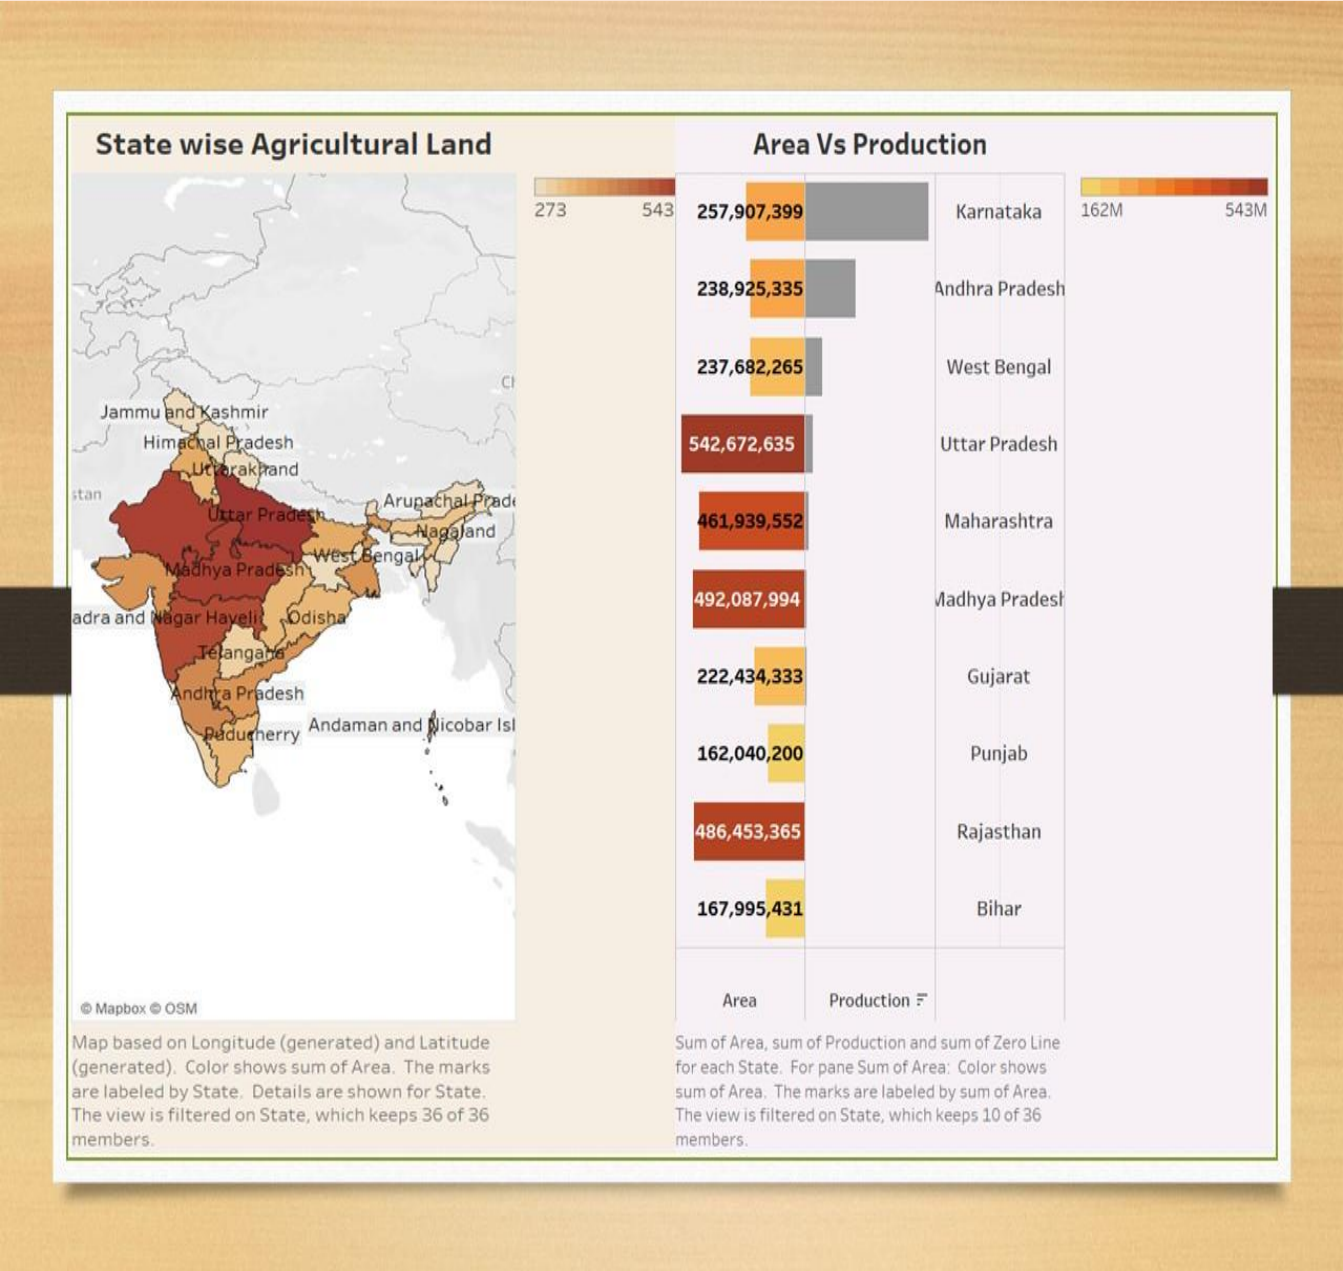 State wise Agricultural Land
273
543
Jammu and Kashmir
Himachal Pradesh
Uttarakhand
stan
Arunachal Prade
Uttar Pradesh
Nagaland
West Bengal
Madhya Pradesh
adra and Nagar Haveli
Odisha
Telangana
Andhra Pradesh
Andaman and Nicobar Isl
Puducherry
© Mapbox © OSM
Map based on Longitude (generated) and Latitude
(generated). Color shows sum of Area. The marks
are labeled by State. Details are shown for State.
The view is filtered on State, which keeps 36 of 36
members.
Area Vs Production
162M
543M
257,907,399 Karnataka
238,925,335 Andhra Pradesh
237,682,265 West Bengal
542,672,635 Uttar Pradesh
461,939,552 Maharashtra
492,087,994 Madhya Pradesh
222,434,333 Gujarat
162,040,200 Punjab
486,453,365 Rajasthan
167,995,431 Bihar
Area Production
Sum of Area, sum of Production and sum of Zero Line
for each State. For pane Sum of Area: Color shows
sum of Area. The marks are labeled by sum of Area.
The view is filtered on State, which keeps 10 of 36
members.